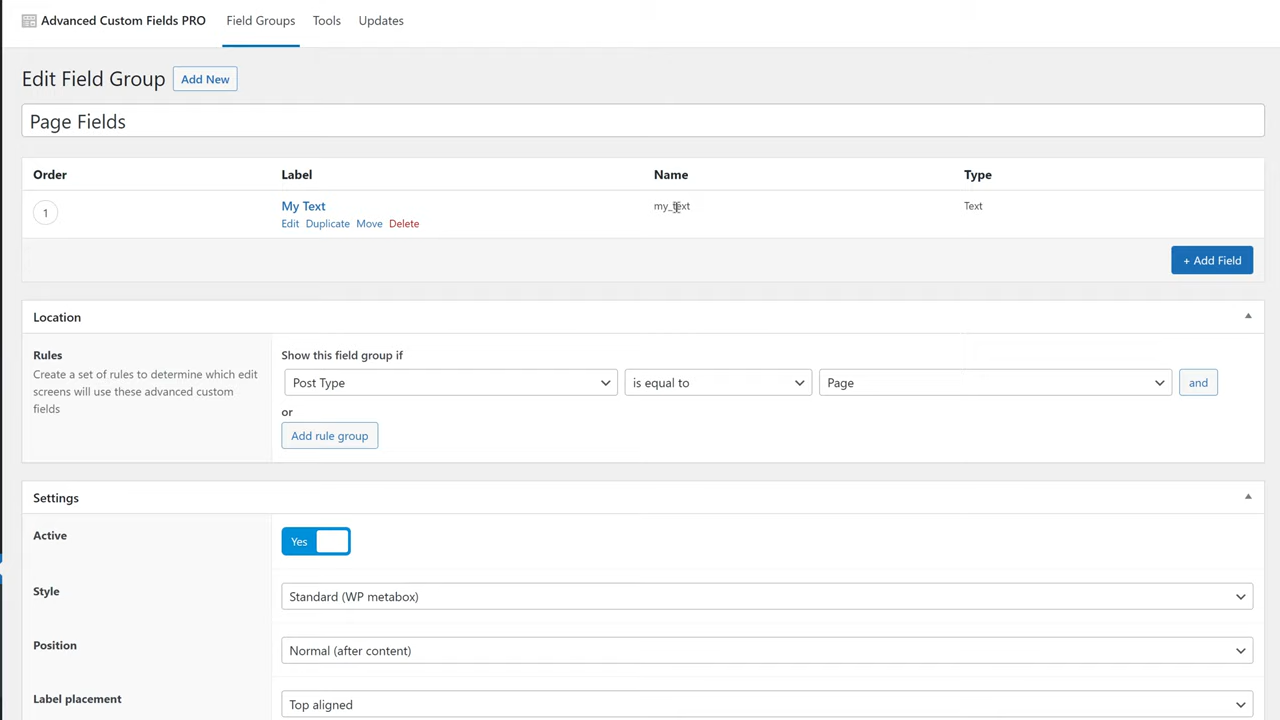 Advanced Custom Fields PRO Field Groups Tools Updates
Edit Field Group Add New
Page Fields
Order Label Name Type
1 My Text my_text Text
Edit Duplicate Move Delete
+ Add Field
Location
Rules
Create a set of rules to determine which edit
screens will use these advanced custom
fields
Show this field group if
Post Type is equal to Page and
or
Add rule group
Settings
Active Yes
Style Standard (WP metabox)
Position Normal (after content)
Label placement Top aligned